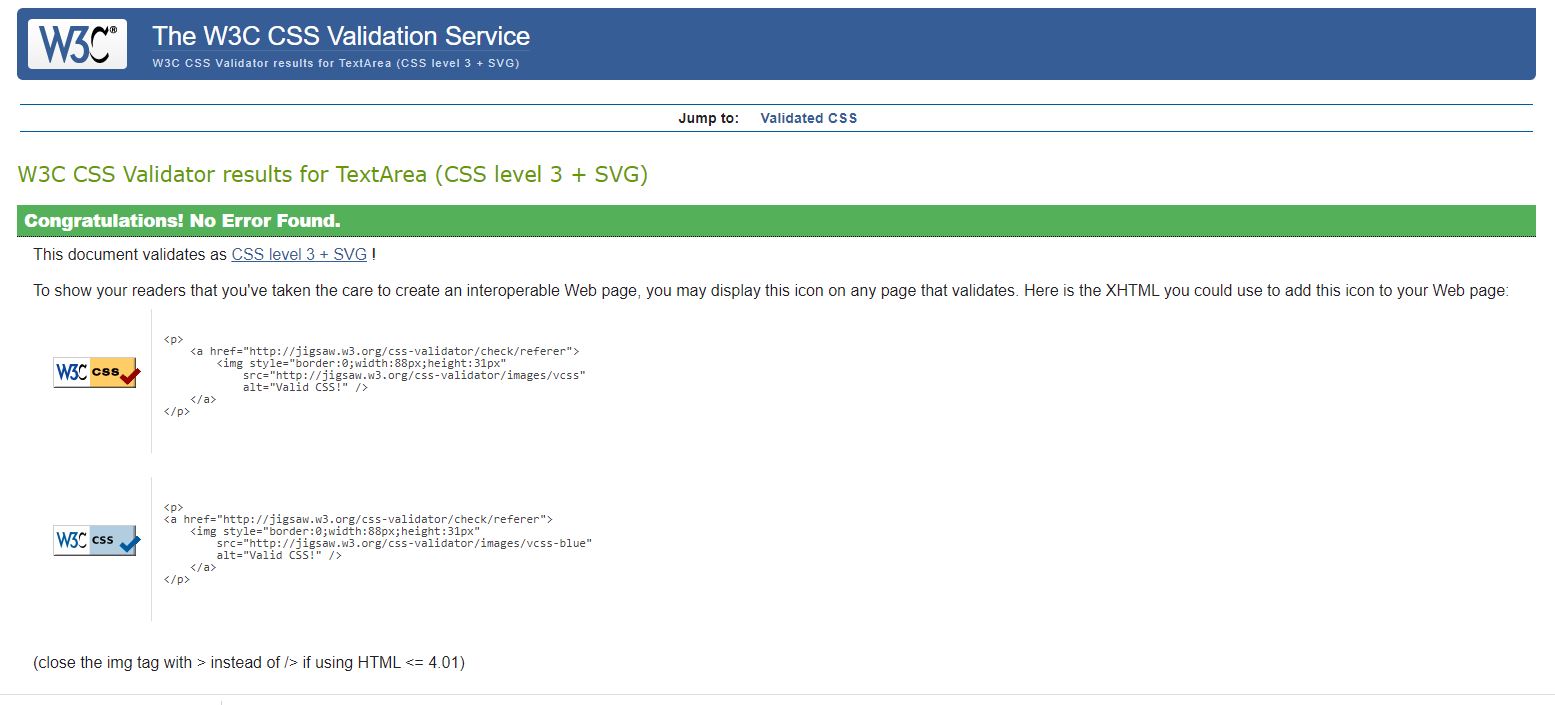 W3C®
The W3C CSS Validation Service
W3C CSS Validator results for TextArea (CSS level 3 + SVG)
Jump to: Validated CSS
W3C CSS Validator results for TextArea (CSS level 3 + SVG)
Congratulations! No Error Found.
This document validates as CSS level 3 + SVG !
To show your readers that you've taken the care to create an interoperable Web page, you may display this icon on any page that validates. Here is the XHTML you could use to add this icon to your Web page:
W3C css
<p>
<a href="http://jigsaw.w3.org/css-validator/check/referer">
<img style="border:0;width:88px;height:31px"
src="http://jigsaw.w3.org/css-validator/images/vcss"
alt="Valid CSS!" />
</a>
</p>
W3C css
<p>
<a href="http://jigsaw.w3.org/css-validator/check/referer">
<img style="border:0;width:88px;height:31px"
src="http://jigsaw.w3.org/css-validator/images/vcss-blue"
alt="Valid CSS!" />
</a>
</p>
(close the img tag with > instead of /> if using HTML <= 4.01)